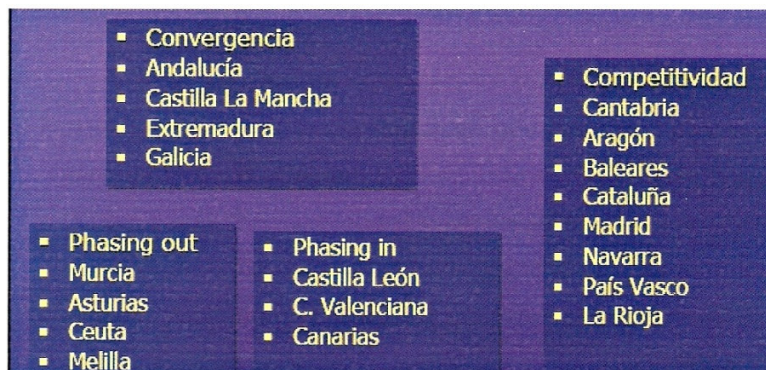 ▪ Convergencia
▪ Andalucía
▪ Castilla La Mancha
▪ Extremadura
▪ Galicia
▪ Competitividad
▪ Cantabria
▪ Aragón
▪ Baleares
▪ Cataluña
▪ Madrid
▪ Navarra
▪ País Vasco
▪ La Rioja
▪ Phasing out
▪ Murcia
▪ Asturias
▪ Ceuta
▪ Melilla
▪ Phasing in
▪ Castilla León
▪ C. Valenciana
▪ Canarias